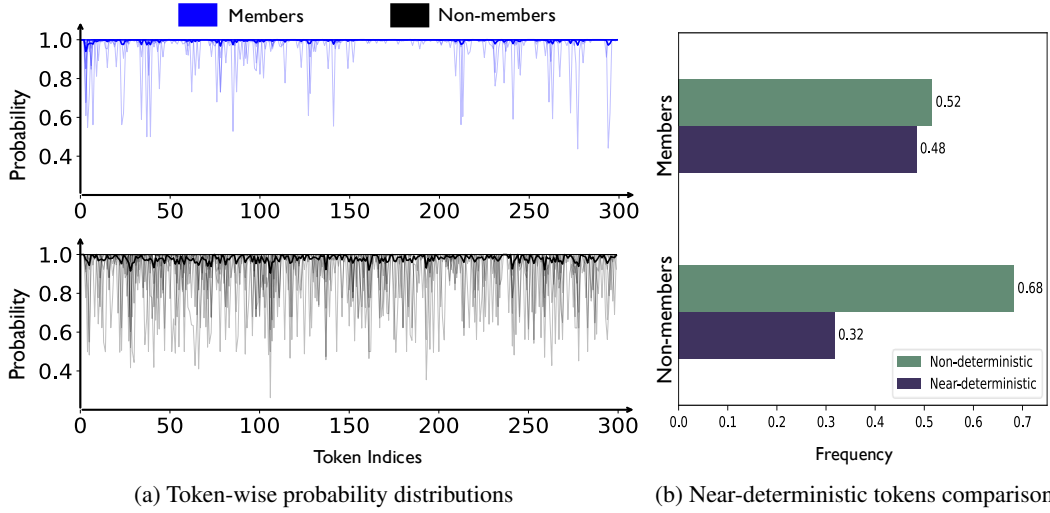 Members
Non-members
Probability
1.0
0.8
0.6
0.4
0 50 100 150 200 250 300
Probability
1.0
0.8
0.6
0.4
0 50 100 150 200 250 300
Token Indices
(a) Token-wise probability distributions
Members
0.52
0.48
Non-members
0.68
0.32
Non-deterministic
Near-deterministic
0.0 0.1 0.2 0.3 0.4 0.5 0.6 0.7
Frequency
(b) Near-deterministic tokens comparison